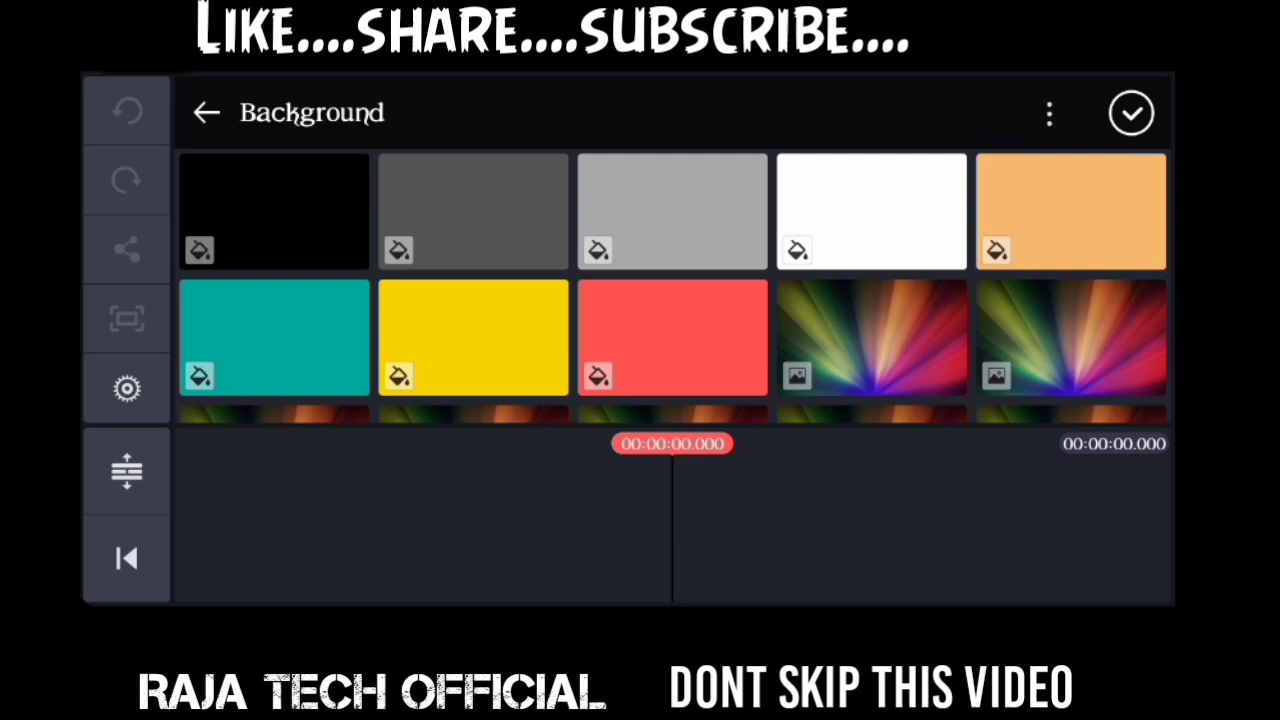 LIKE....SHARE....SUBSCRIBE....
Background
00:00:00.000
00:00:00.000
RAJA TECH OFFICIAL
DONT SKIP THIS VIDEO